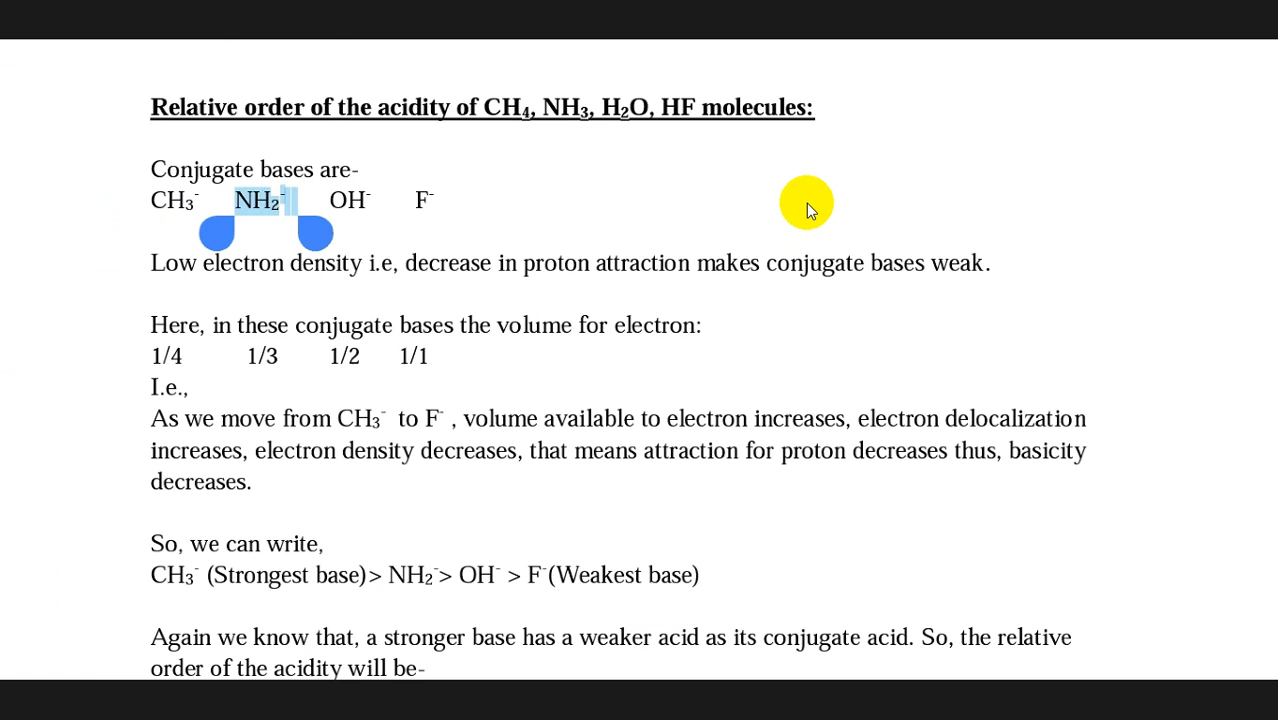 Relative order of the acidity of CH₄, NH₃, H₂O, HF molecules:
Conjugate bases are-
CH₃⁻ NH₂⁻ OH⁻ F⁻
Low electron density i.e, decrease in proton attraction makes conjugate bases weak.
Here, in these conjugate bases the volume for electron:
1/4 1/3 1/2 1/1
I.e.,
As we move from CH₃⁻ to F⁻ , volume available to electron increases, electron delocalization
increases, electron density decreases, that means attraction for proton decreases thus, basicity
decreases.
So, we can write,
CH₃⁻ (Strongest base)> NH₂⁻> OH⁻ > F⁻(Weakest base)
Again we know that, a stronger base has a weaker acid as its conjugate acid. So, the relative
order of the acidity will be-